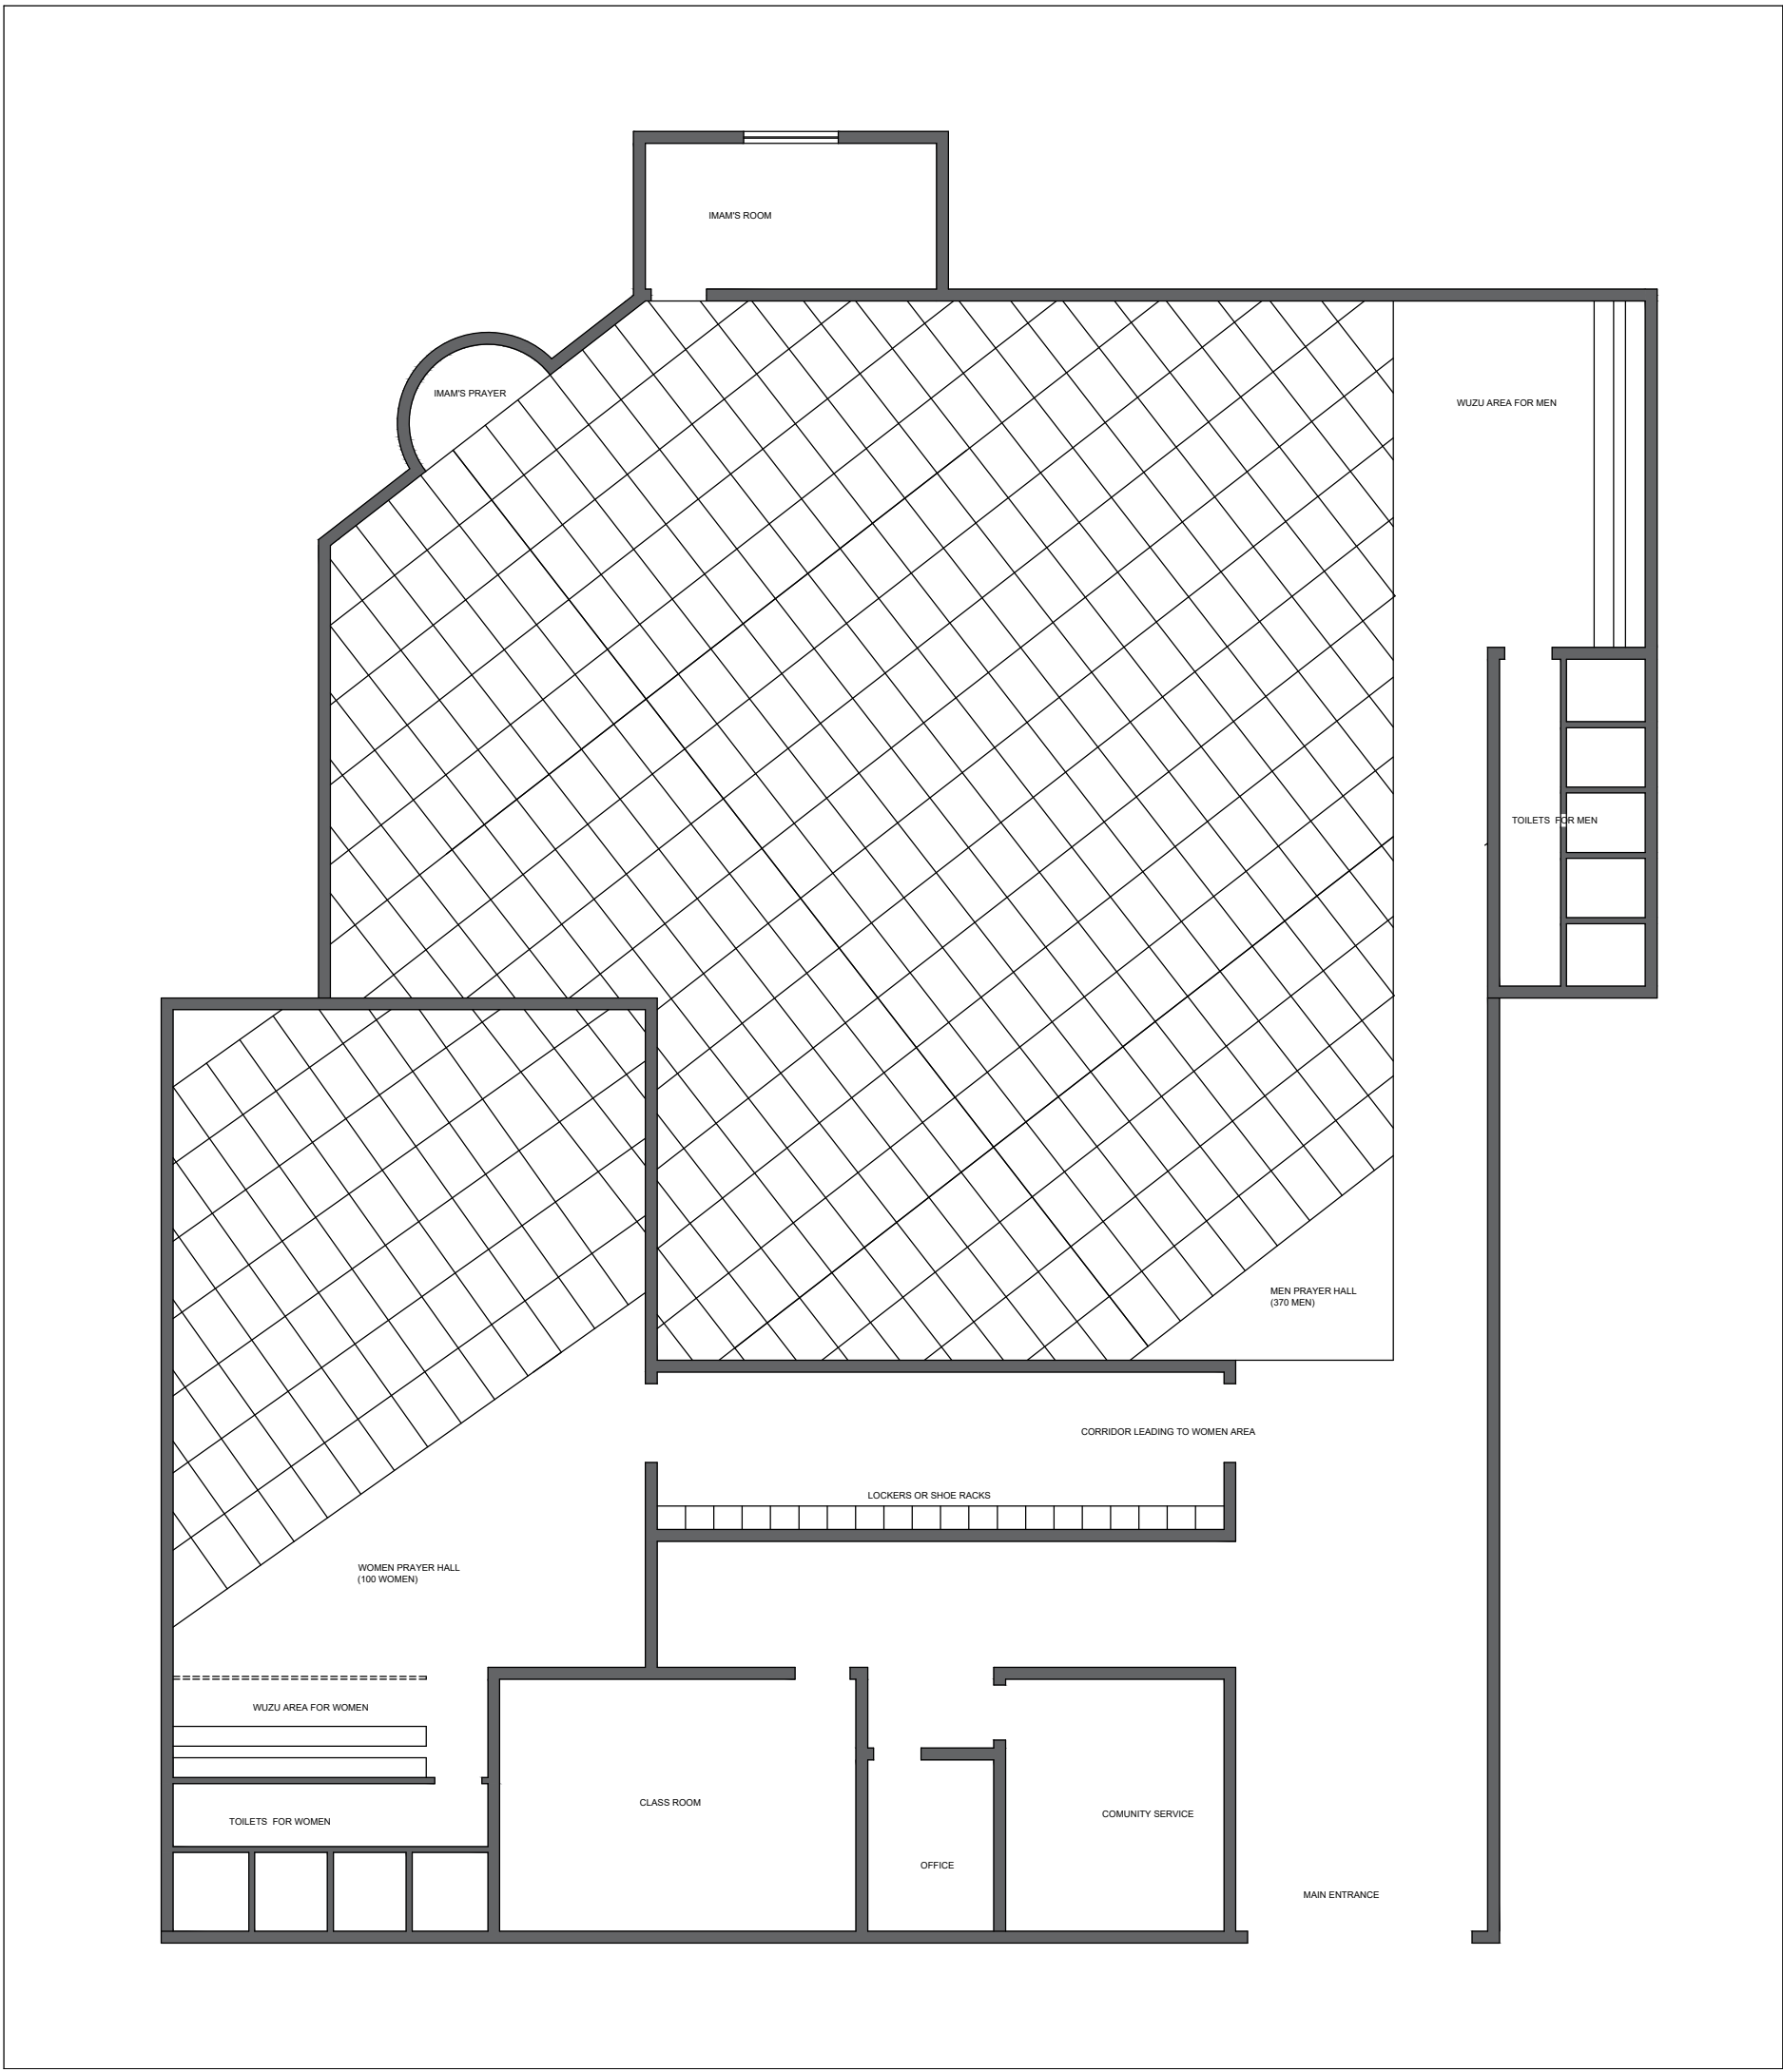 IMAM'S ROOM
IMAM'S PRAYER
WUZU AREA FOR MEN
TOILETS  FOR MEN
MEN PRAYER HALL
(370 MEN)
CORRIDOR LEADING TO WOMEN AREA
LOCKERS OR SHOE RACKS
WOMEN PRAYER HALL
(100 WOMEN)
WUZU AREA FOR WOMEN
CLASS ROOM
COMUNITY SERVICE
TOILETS  FOR WOMEN
OFFICE
MAIN ENTRANCE